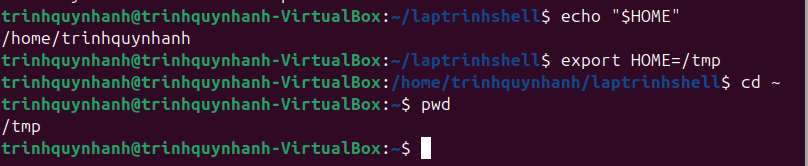 trinhquynhanh@trinhquynhanh-VirtualBox:~/laptrinhshell$ echo "$HOME"
/home/trinhquynhanh
trinhquynhanh@trinhquynhanh-VirtualBox:~/laptrinhshell$ export HOME=/tmp
trinhquynhanh@trinhquynhanh-VirtualBox:/home/trinhquynhanh/laptrinhshell$ cd ~
trinhquynhanh@trinhquynhanh-VirtualBox:~$ pwd
/tmp
trinhquynhanh@trinhquynhanh-VirtualBox:~$